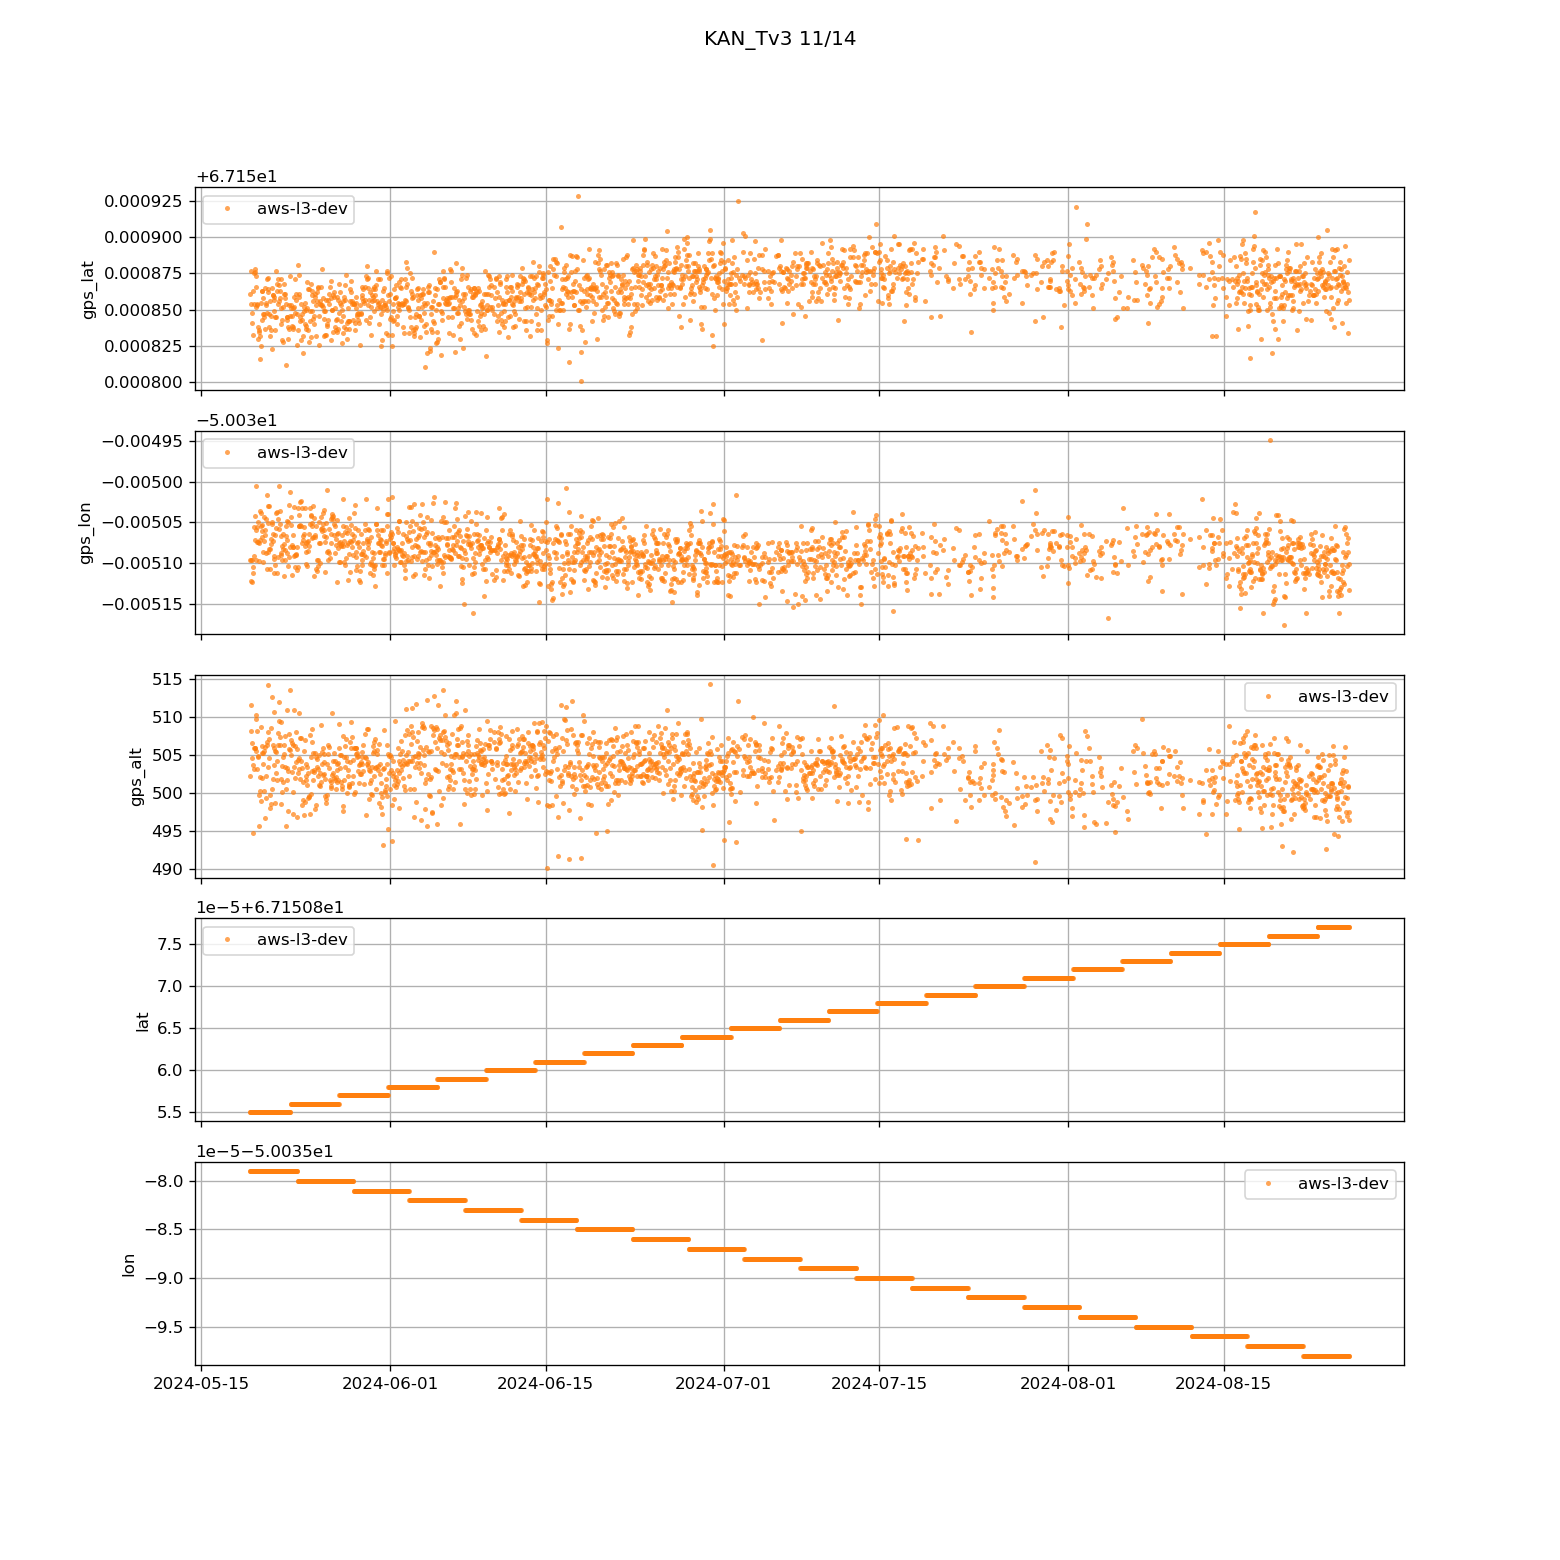 KAN_Tv3 11/14
+6.715e1
0.000925
0.000900
0.000875
0.000850
0.000825
0.000800
gps_lat
aws-l3-dev
−5.003e1
−0.00495
−0.00500
−0.00505
−0.00510
−0.00515
gps_lon
aws-l3-dev
515
510
505
500
495
490
gps_alt
aws-l3-dev
1e−5+6.71508e1
7.5
7.0
6.5
6.0
5.5
lat
aws-l3-dev
1e−5−5.0035e1
−8.0
−8.5
−9.0
−9.5
lon
aws-l3-dev
2024-05-15 2024-06-01 2024-06-15 2024-07-01 2024-07-15 2024-08-01 2024-08-15